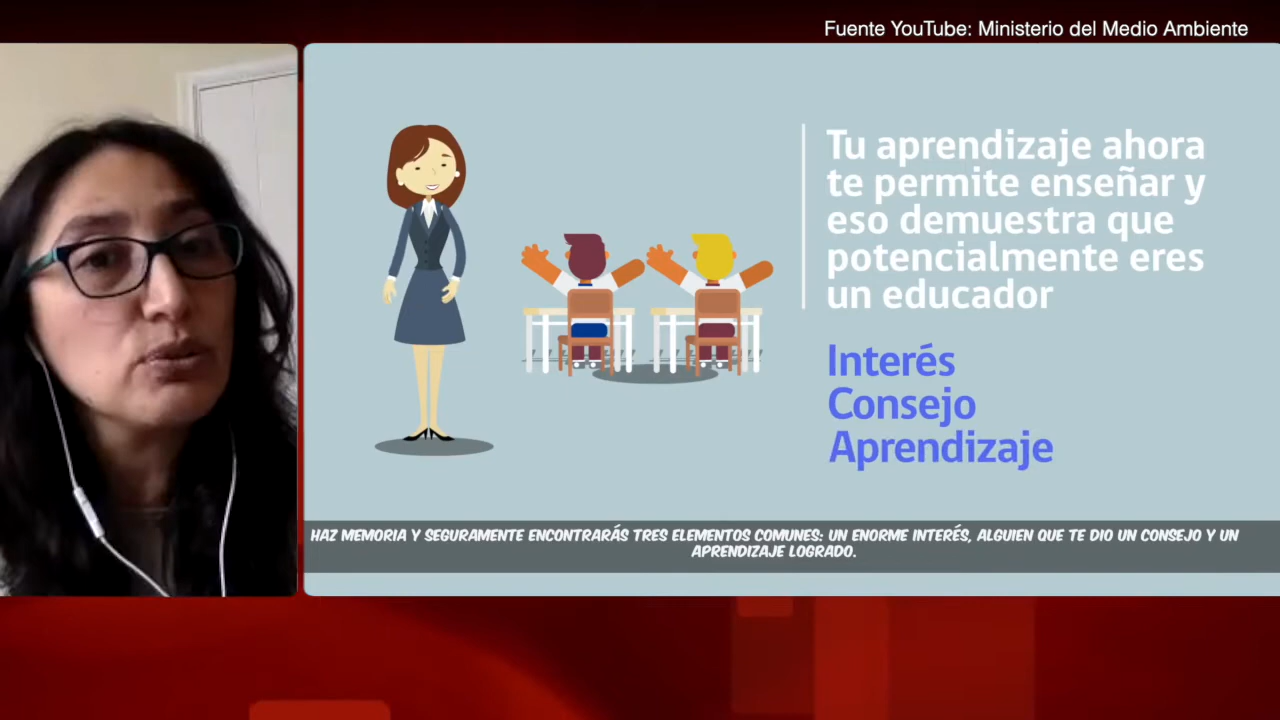 Fuente YouTube: Ministerio del Medio Ambiente
Tu aprendizaje ahora
te permite enseñar y
eso demuestra que
potencialmente eres
un educador
Interés
Consejo
Aprendizaje
HAZ MEMORIA Y SEGURAMENTE ENCONTRARÁS TRES ELEMENTOS COMUNES: UN ENORME INTERÉS, ALGUIEN QUE TE DIO UN CONSEJO Y UN
APRENDIZAJE LOGRADO.